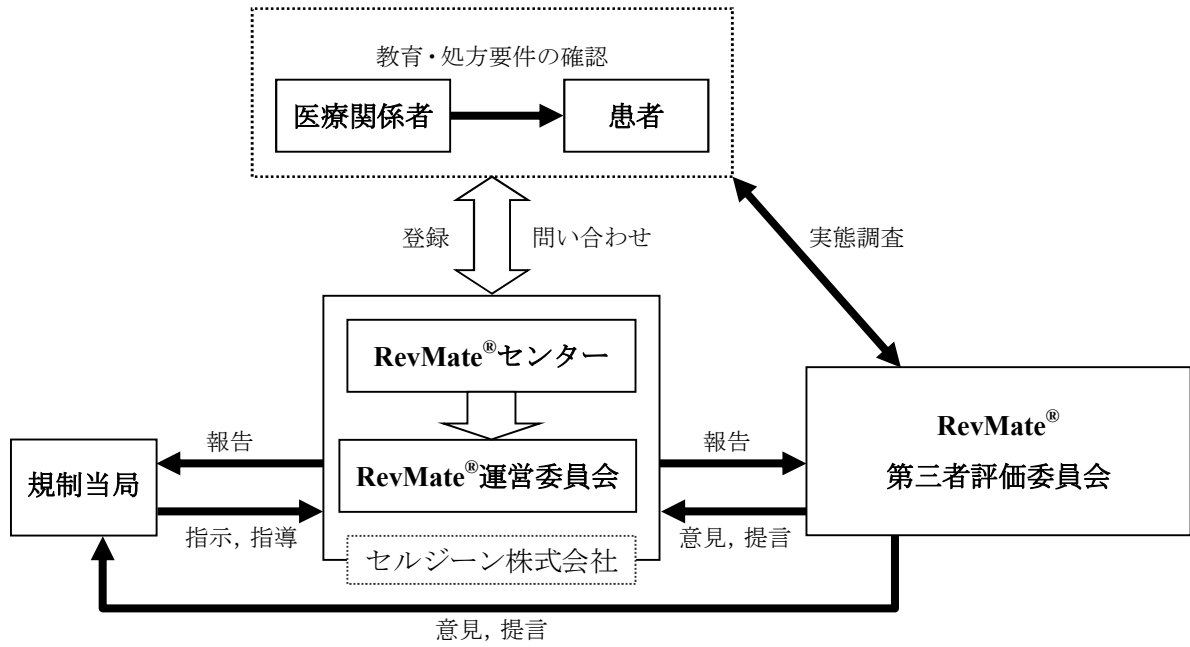 教育・処方要件の確認
医療関係者
患者
登録
問い合わせ
実態調査
RevMate®センター
RevMate®
第三者評価委員会
報告
報告
RevMate®運営委員会
規制当局
指示, 指導
意見, 提言
セルジーン株式会社
意見, 提言